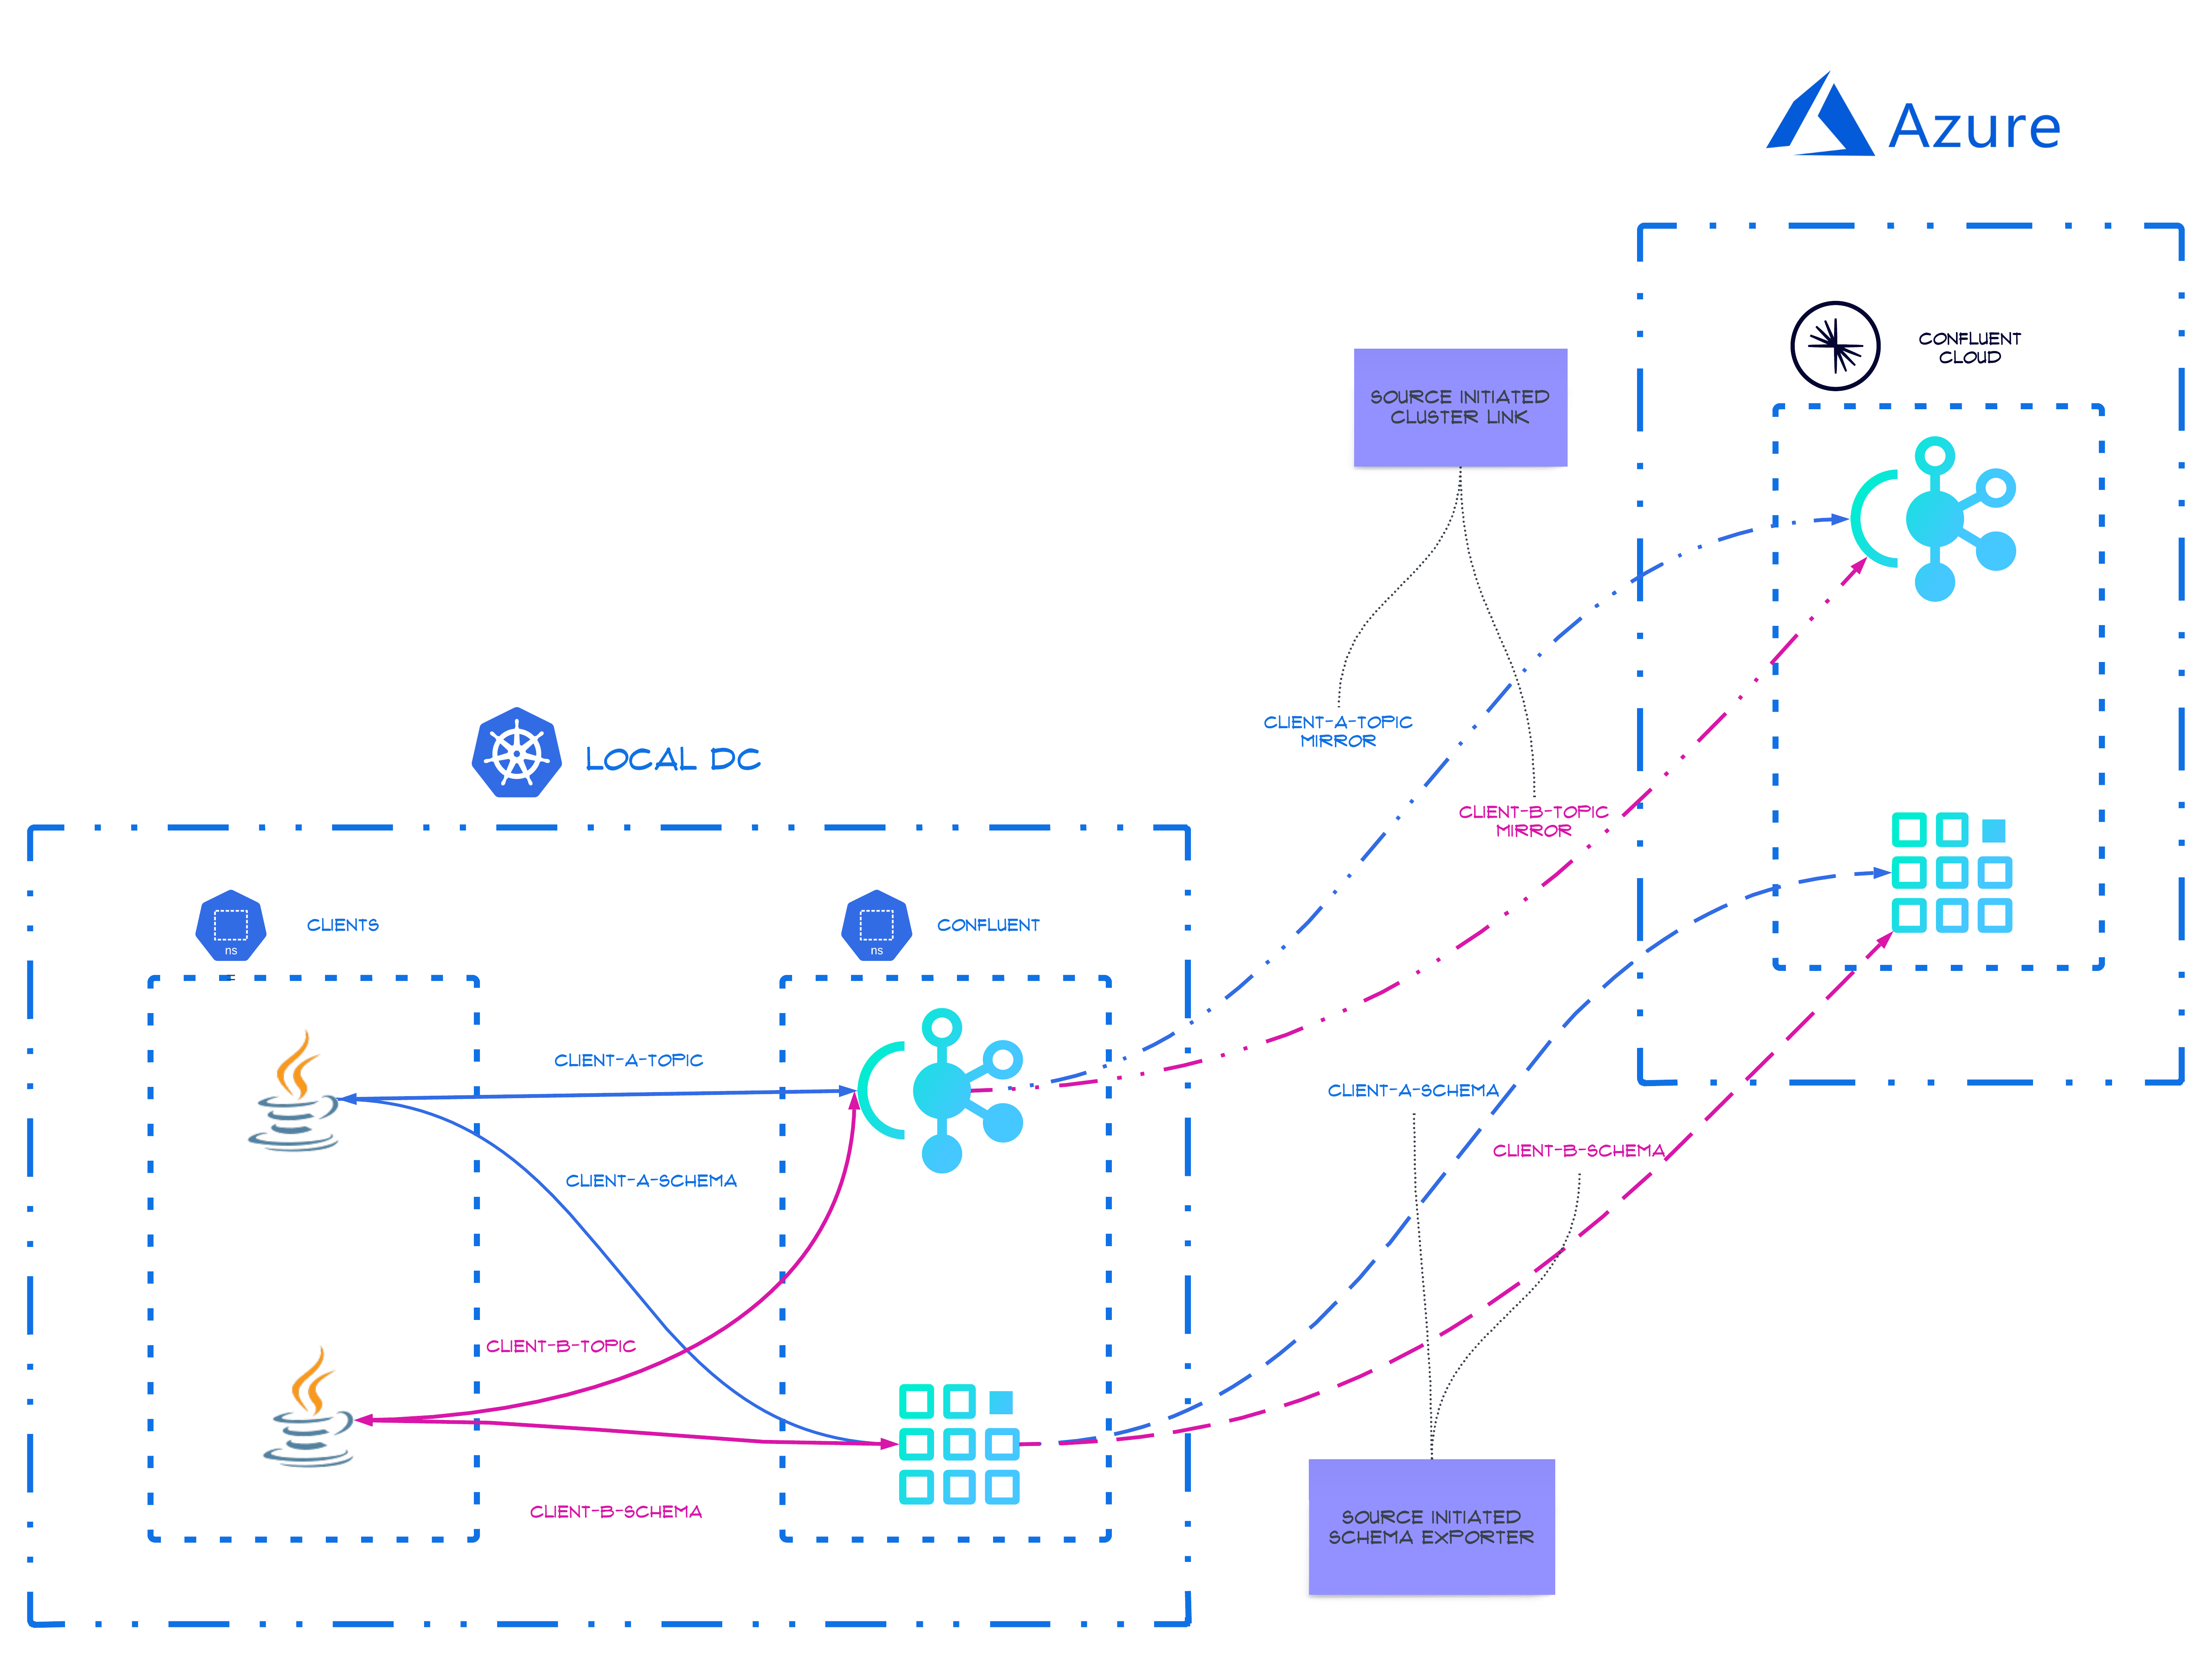 Azure
CONFLUENT
CLOUD
SOURCE INITIATED
CLUSTER LINK
CLIENT-A-TOPIC
MIRROR
LOCAL DC
CLIENT-B-TOPIC
MIRROR
ns
CLIENTS
ns
CONFLUENT
CLIENT-A-TOPIC
CLIENT-A-SCHEMA
CLIENT-B-SCHEMA
CLIENT-A-SCHEMA
CLIENT-B-TOPIC
CLIENT-B-SCHEMA
SOURCE INITIATED
SCHEMA EXPORTER